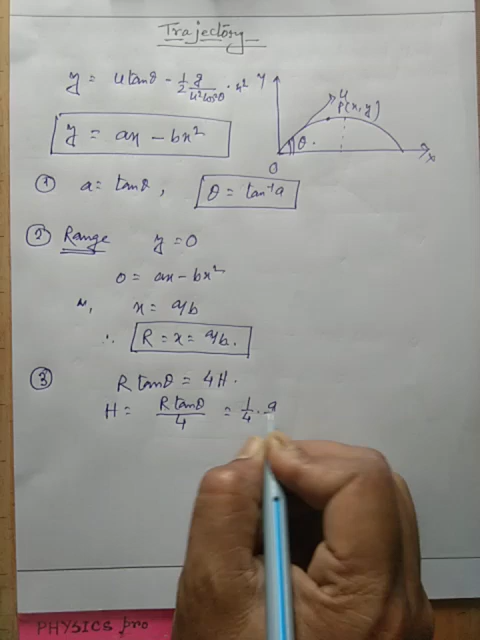 Trajectory
y = utanθ - 1/2 g/u²cos²θ · x²
y = ax - bx²
Y
u
P(x, y)
θ.
O
x
① a = tanθ, θ = tan⁻¹a
② Range y = 0
0 = ax - bx²
x = a/b
∴ R = x = a/b.
③ R tanθ = 4H.
H = R tanθ/4 = 1/4 · a
PHYSICS pro